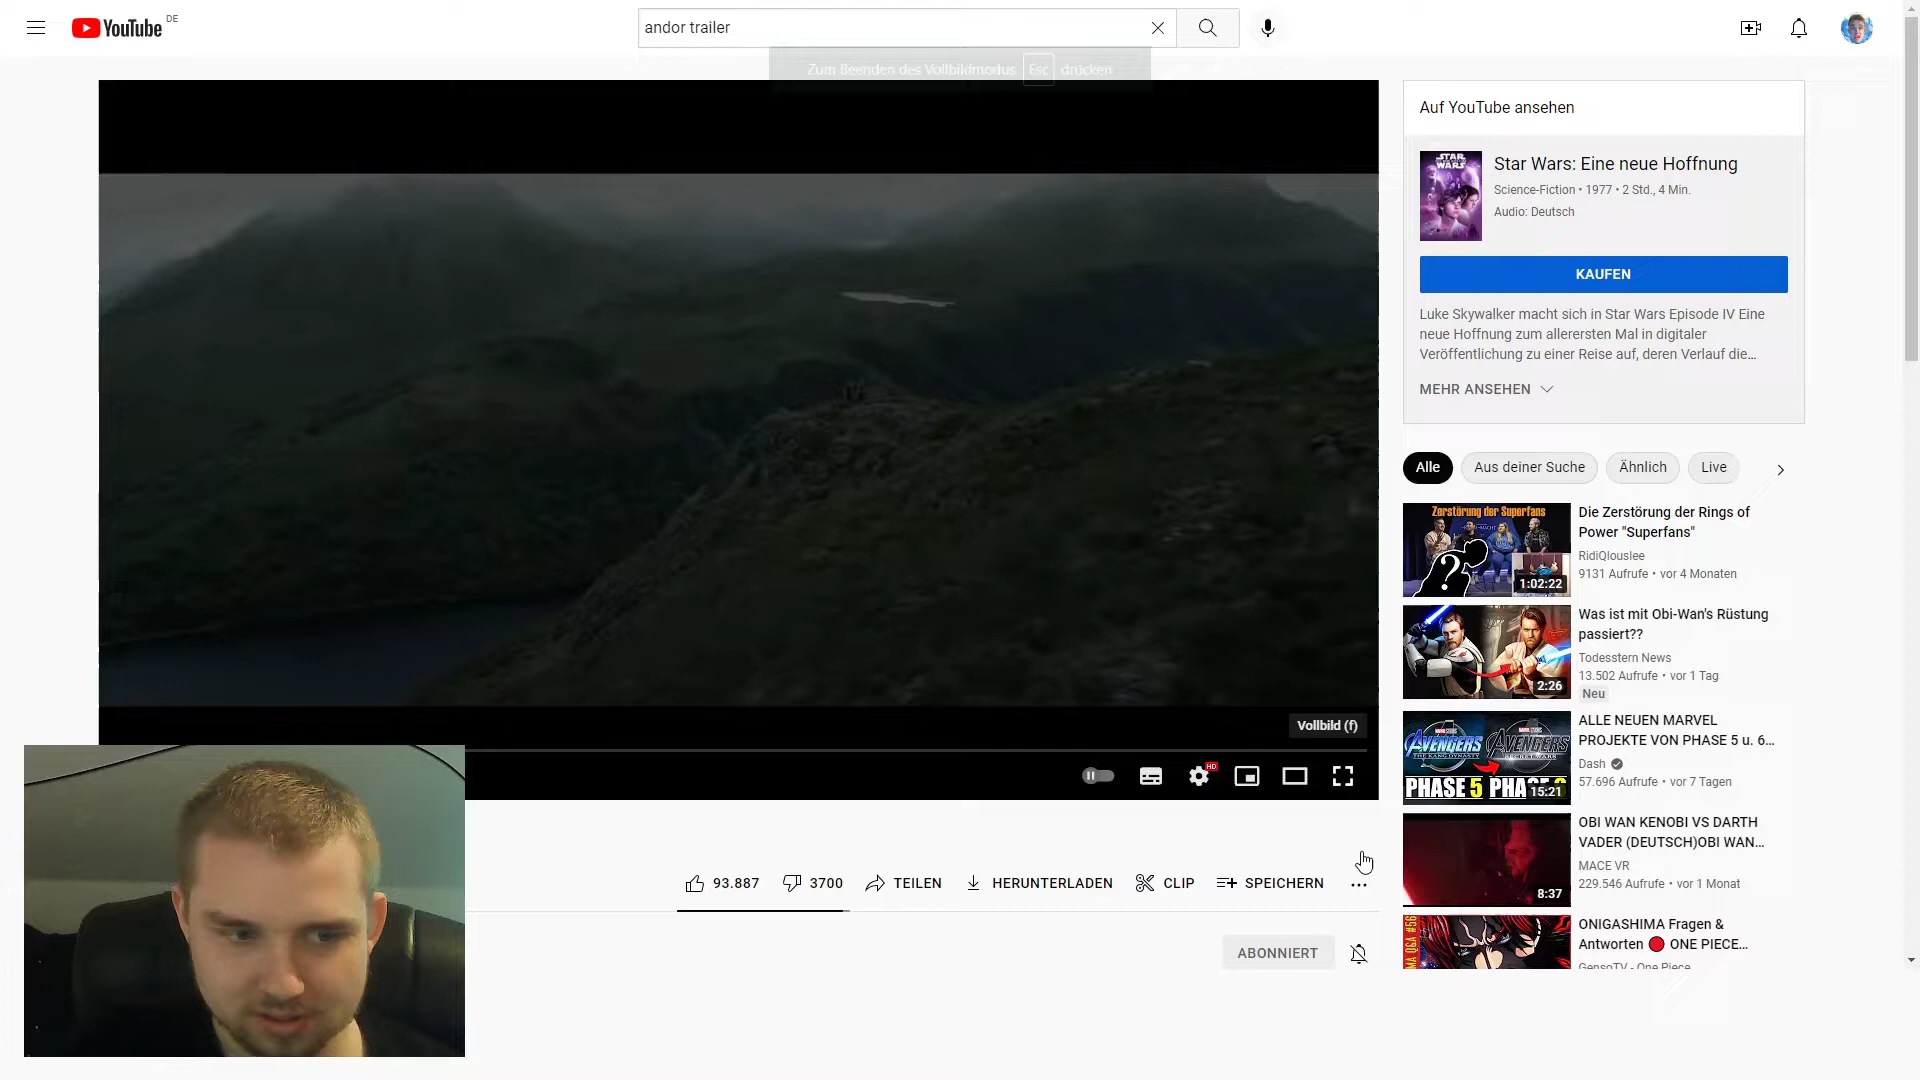 YouTube DE
andor trailer
Zum Beenden des Vollbildmodus Esc drücken
Vollbild (f)
HD
93.887
3700
TEILEN
HERUNTERLADEN
CLIP
SPEICHERN
ABONNIERT
Auf YouTube ansehen
STAR WARS
Star Wars: Eine neue Hoffnung
Science-Fiction • 1977 • 2 Std., 4 Min.
Audio: Deutsch
KAUFEN
Luke Skywalker macht sich in Star Wars Episode IV Eine
neue Hoffnung zum allerersten Mal in digitaler
Veröffentlichung zu einer Reise auf, deren Verlauf die…
MEHR ANSEHEN
Alle
Aus deiner Suche
Ähnlich
Live
Zerstörung der Superfans
?
1:02:22
Die Zerstörung der Rings of
Power "Superfans"
RidiQlouslee
9131 Aufrufe • vor 4 Monaten
2:26
Was ist mit Obi-Wan's Rüstung
passiert??
Todesstern News
13.502 Aufrufe • vor 1 Tag
Neu
AVENGERS
AVENGERS
PHASE 5
15:21
ALLE NEUEN MARVEL
PROJEKTE VON PHASE 5 u. 6…
Dash
57.696 Aufrufe • vor 7 Tagen
8:37
OBI WAN KENOBI VS DARTH
VADER (DEUTSCH)OBI WAN…
MACE VR
229.546 Aufrufe • vor 1 Monat
ONIGASHIMA Fragen &
Antworten 🔴 ONE PIECE…
GensoTV - One Piece